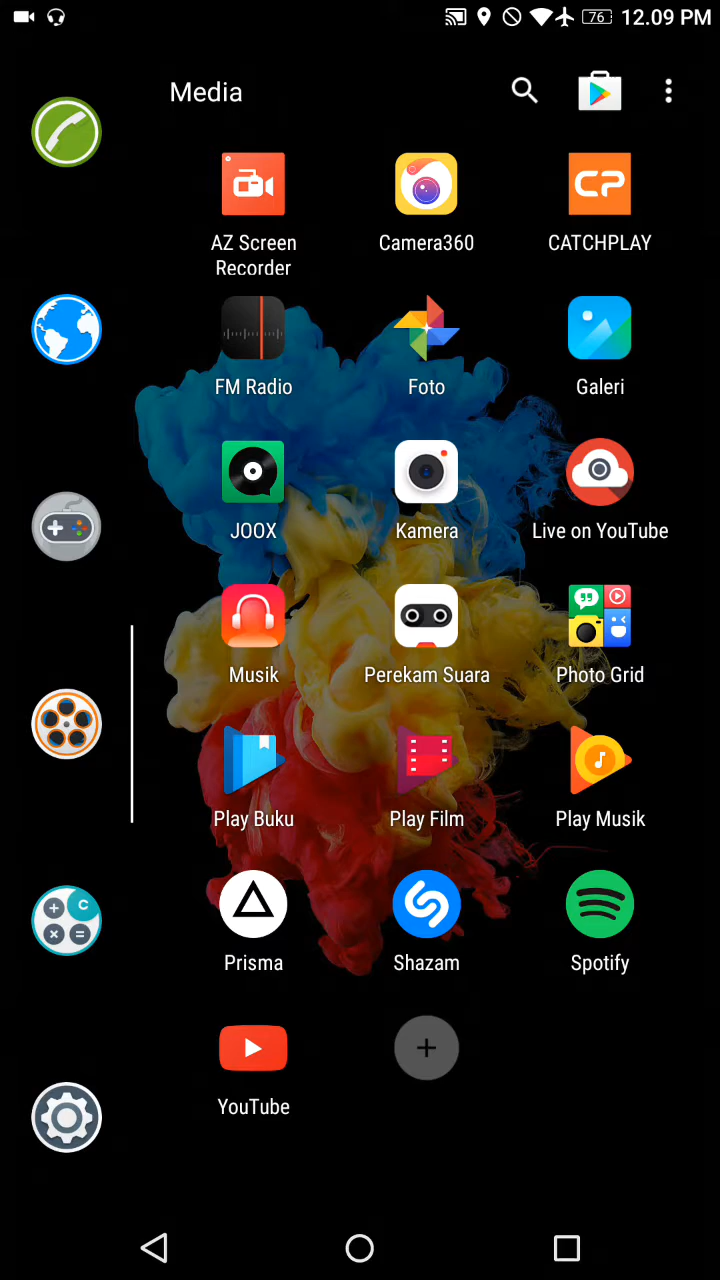 76 12.09 PM
Media
AZ Screen
Recorder
Camera360
CATCHPLAY
CP
FM Radio
Foto
Galeri
JOOX
Kamera
Live on YouTube
Musik
Perekam Suara
Photo Grid
Play Buku
Play Film
Play Musik
C
Prisma
Shazam
Spotify
YouTube